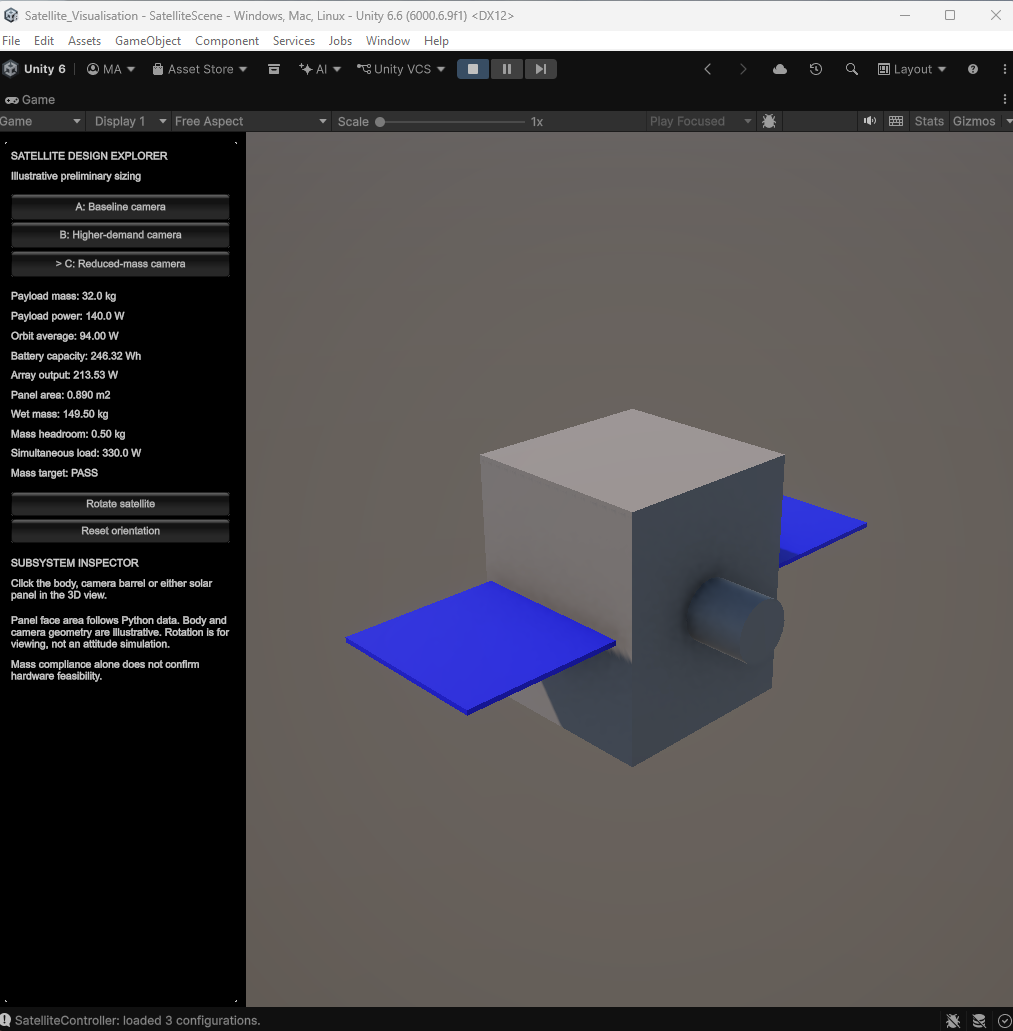 Satellite_Visualisation - SatelliteScene - Windows, Mac, Linux - Unity 6.6 (6000.6.9f1) <DX12>
File Edit Assets GameObject Component Services Jobs Window Help
Unity 6 MA Asset Store AI Unity VCS Layout
Game
Game Display 1 Free Aspect Scale 1x Play Focused Stats Gizmos
SATELLITE DESIGN EXPLORER
Illustrative preliminary sizing
A: Baseline camera
B: Higher-demand camera
> C: Reduced-mass camera
Payload mass: 32.0 kg
Payload power: 140.0 W
Orbit average: 94.00 W
Battery capacity: 246.32 Wh
Array output: 213.53 W
Panel area: 0.890 m2
Wet mass: 149.50 kg
Mass headroom: 0.50 kg
Simultaneous load: 330.0 W
Mass target: PASS
Rotate satellite
Reset orientation
SUBSYSTEM INSPECTOR
Click the body, camera barrel or either solar
panel in the 3D view.
Panel face area follows Python data. Body and
camera geometry are illustrative. Rotation is for
viewing, not an attitude simulation.
Mass compliance alone does not confirm
hardware feasibility.
SatelliteController: loaded 3 configurations.